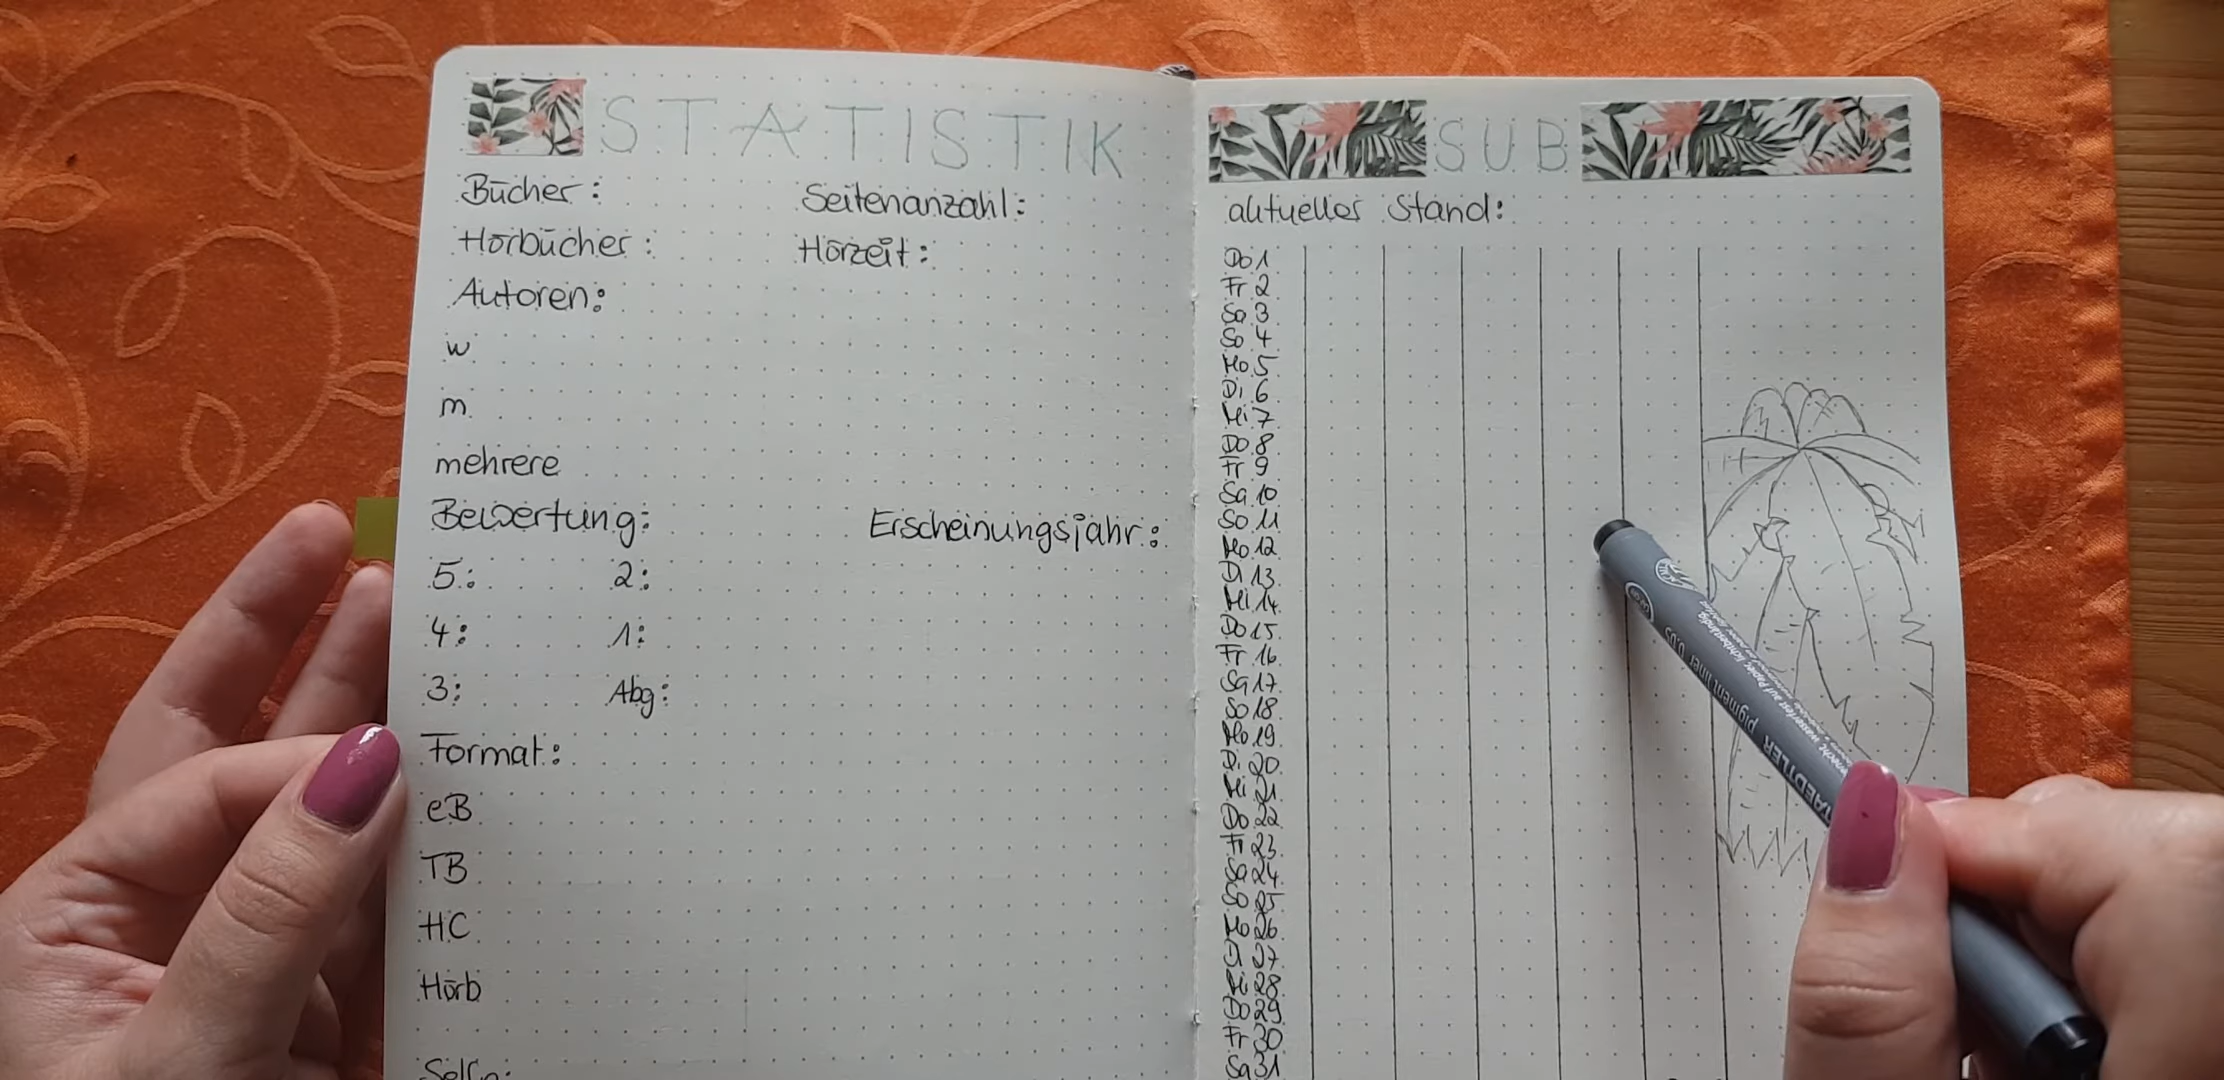 STATISTIK
Bücher: Seitenanzahl:
Hörbücher: Hörzeit:
Autoren:
w
m
mehrere
Bewertung: Erscheinungsjahr:
5: 2:
4: 1:
3: Abg:
Format:
eB
TB
HC
Hörb
SUB
aktueller Stand:
Do 1
Fr 2
Sa 3
So 4
Mo 5
Di 6
Mi 7
Do 8
Fr 9
Sa 10
So 11
Mo 12
Di 13
Mi 14
Do 15
Fr 16
Sa 17
So 18
Mo 19
Di 20
Mi 21
Do 22
Fr 23
Sa 24
So 25
Mo 26
Di 27
Mi 28
Do 29
Fr 30
Sa 31
STAEDTLER pigment liner 0.05